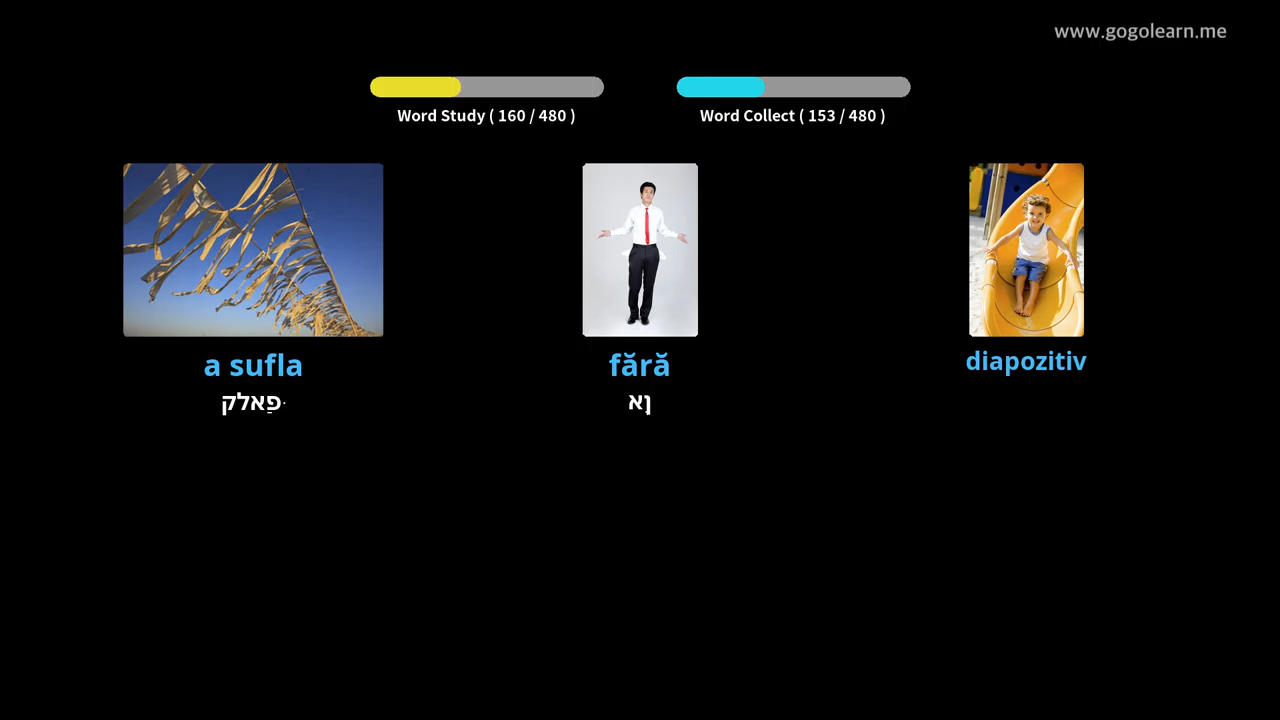 www.gogolearn.me
Word Study ( 160 / 480 )
Word Collect ( 153 / 480 )
a sufla
ּפַאלק
fără
ןָא
diapozitiv